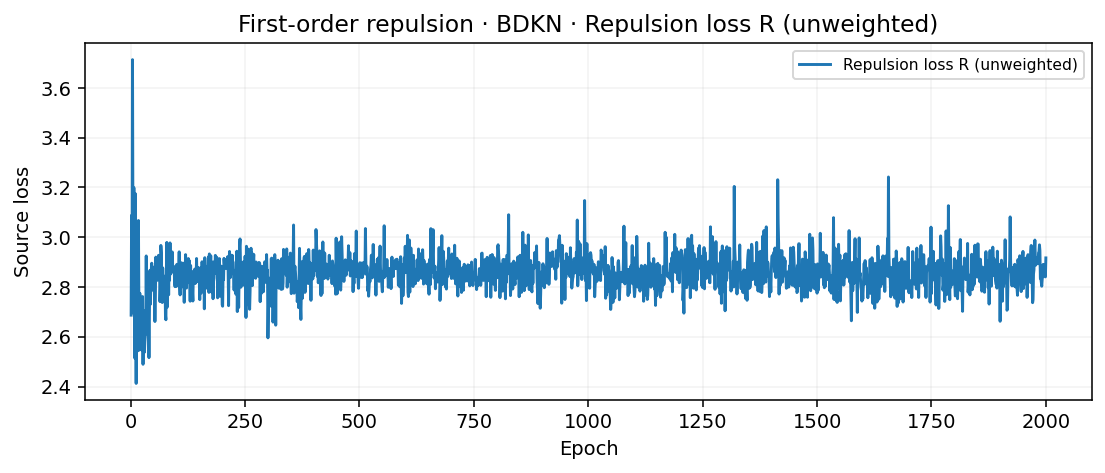 First-order repulsion · BDKN · Repulsion loss R (unweighted)
Repulsion loss R (unweighted)
Source loss
3.6
3.4
3.2
3.0
2.8
2.6
2.4
0 250 500 750 1000 1250 1500 1750 2000
Epoch